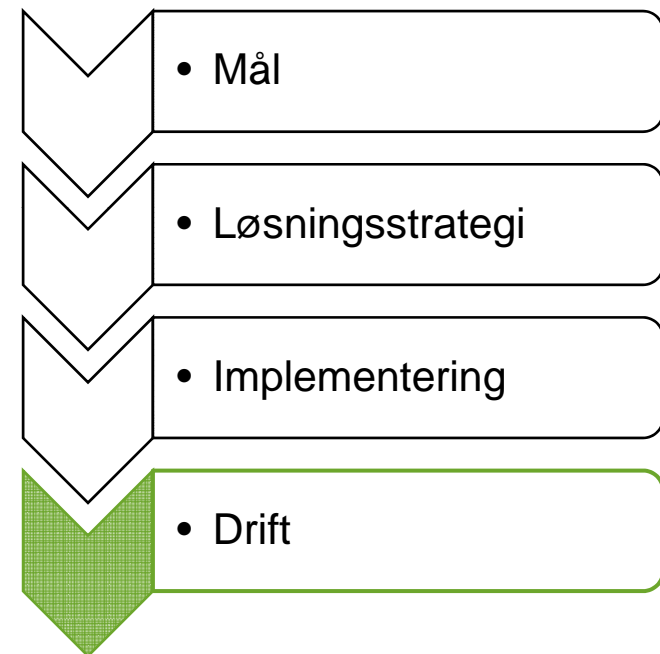 • Mål
• Løsningsstrategi
• Implementering
• Drift